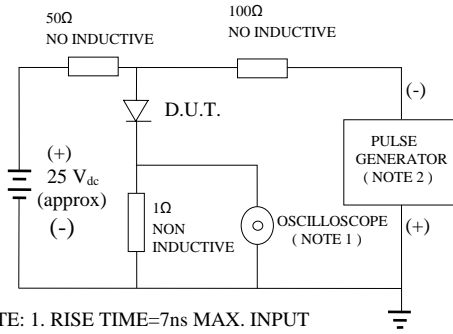 50Ω
NO INDUCTIVE
100Ω
NO INDUCTIVE
D.U.T.
(-)
PULSE
GENERATOR
( NOTE 2 )
(+)
25 Vdc
(approx)
(-)
1Ω
NON
INDUCTIVE
OSCILLOSCOPE
( NOTE 1 )
(+)
TE: 1. RISE TIME=7ns MAX. INPUT